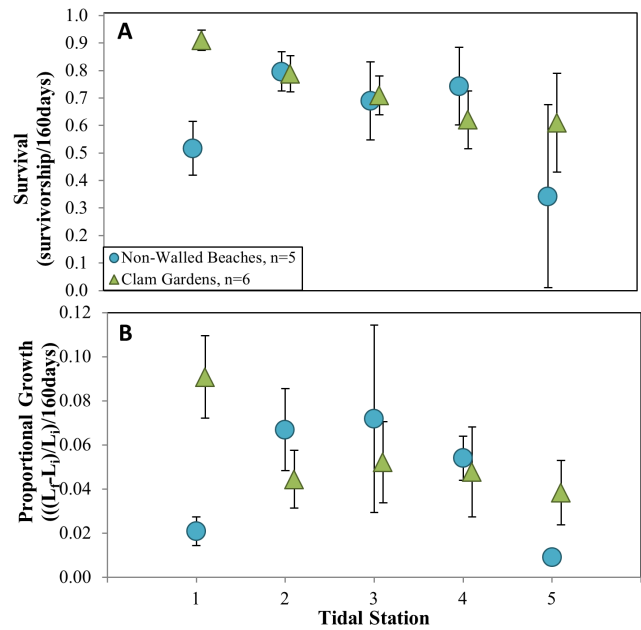 A
1.0
0.9
0.8
0.7
0.6
0.5
0.4
0.3
0.2
0.1
0.0
Survival
(survivorship/160days)
Non-Walled Beaches, n=5
Clam Gardens, n=6
B
0.12
0.10
0.08
0.06
0.04
0.02
0.00
Proportional Growth
(((Lf-Li)/Li)/160days)
1 2 3 4 5
Tidal Station